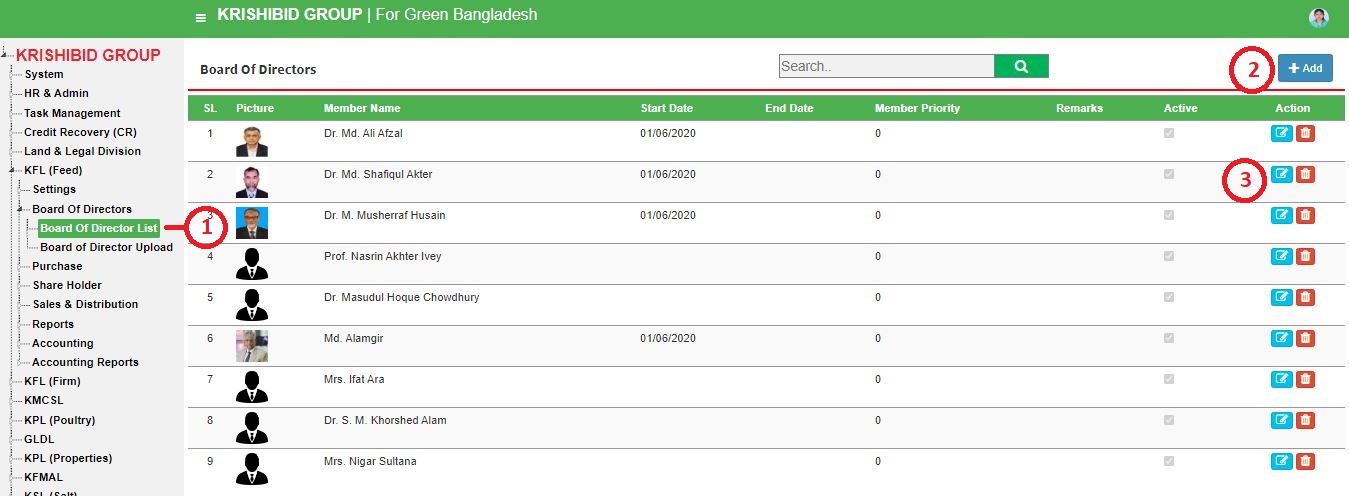 KRISHIBID GROUP | For Green Bangladesh
KRISHIBID GROUP
System
HR & Admin
Task Management
Credit Recovery (CR)
Land & Legal Division
KFL (Feed)
Settings
Board Of Directors
Board Of Director List
Board of Director Upload
Purchase
Share Holder
Sales & Distribution
Reports
Accounting
Accounting Reports
KFL (Firm)
KMCSL
KPL (Poultry)
GLDL
KPL (Properties)
KFMAL
KSL (Salt)
1
Board Of Directors
Search..
2
+ Add
SL Picture Member Name Start Date End Date Member Priority Remarks Active Action
1 Dr. Md. Ali Afzal 01/06/2020 0
2 Dr. Md. Shafiqul Akter 01/06/2020 0
3
3 Dr. M. Musherraf Husain 01/06/2020 0
4 Prof. Nasrin Akhter Ivey 0
5 Dr. Masudul Hoque Chowdhury 0
6 Md. Alamgir 01/06/2020 0
7 Mrs. Ifat Ara 0
8 Dr. S. M. Khorshed Alam 0
9 Mrs. Nigar Sultana 0